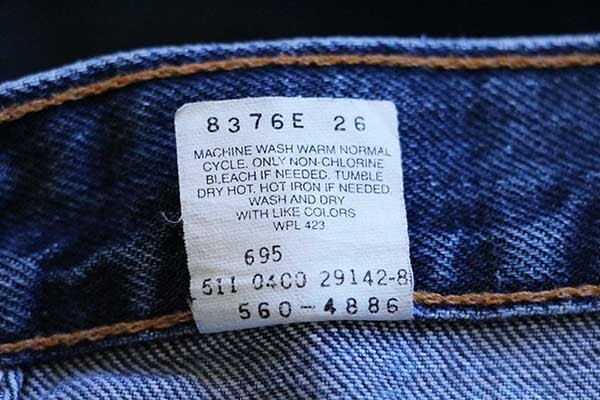 8376E 26
MACHINE WASH WARM NORMAL
CYCLE. ONLY NON-CHLORINE
BLEACH IF NEEDED. TUMBLE
DRY HOT. HOT IRON IF NEEDED
WASH AND DRY
WITH LIKE COLORS
WPL 423
695
511 0400 29142-8
560-4886